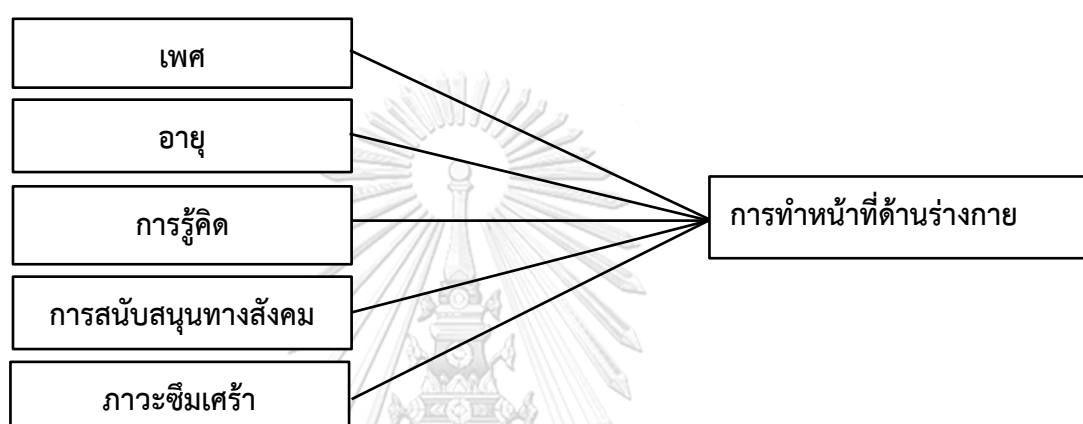 เพศ
อายุ
การรู้คิด
การสนับสนุนทางสังคม
ภาวะซึมเศร้า
การทำหน้าที่ด้านร่างกาย